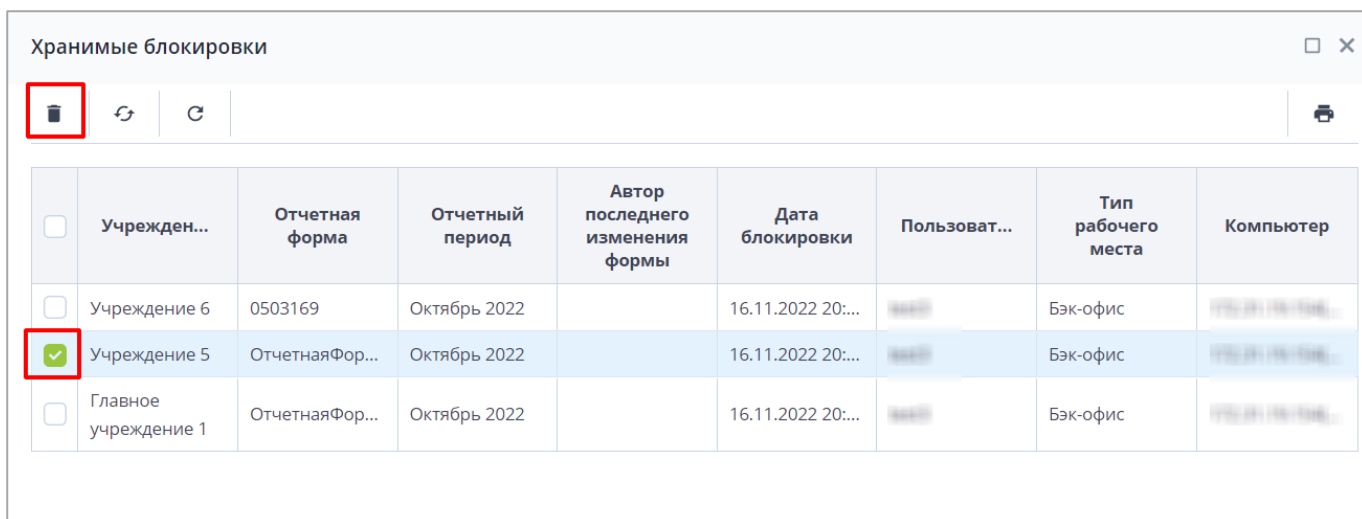 Хранимые блокировки
Учрежден... Отчетная форма Отчетный период Автор последнего изменения формы Дата блокировки Пользоват... Тип рабочего места Компьютер
Учреждение 6 0503169 Октябрь 2022 16.11.2022 20:... Бэк-офис
Учреждение 5 ОтчетнаяФор... Октябрь 2022 16.11.2022 20:... Бэк-офис
Главное учреждение 1 ОтчетнаяФор... Октябрь 2022 16.11.2022 20:... Бэк-офис